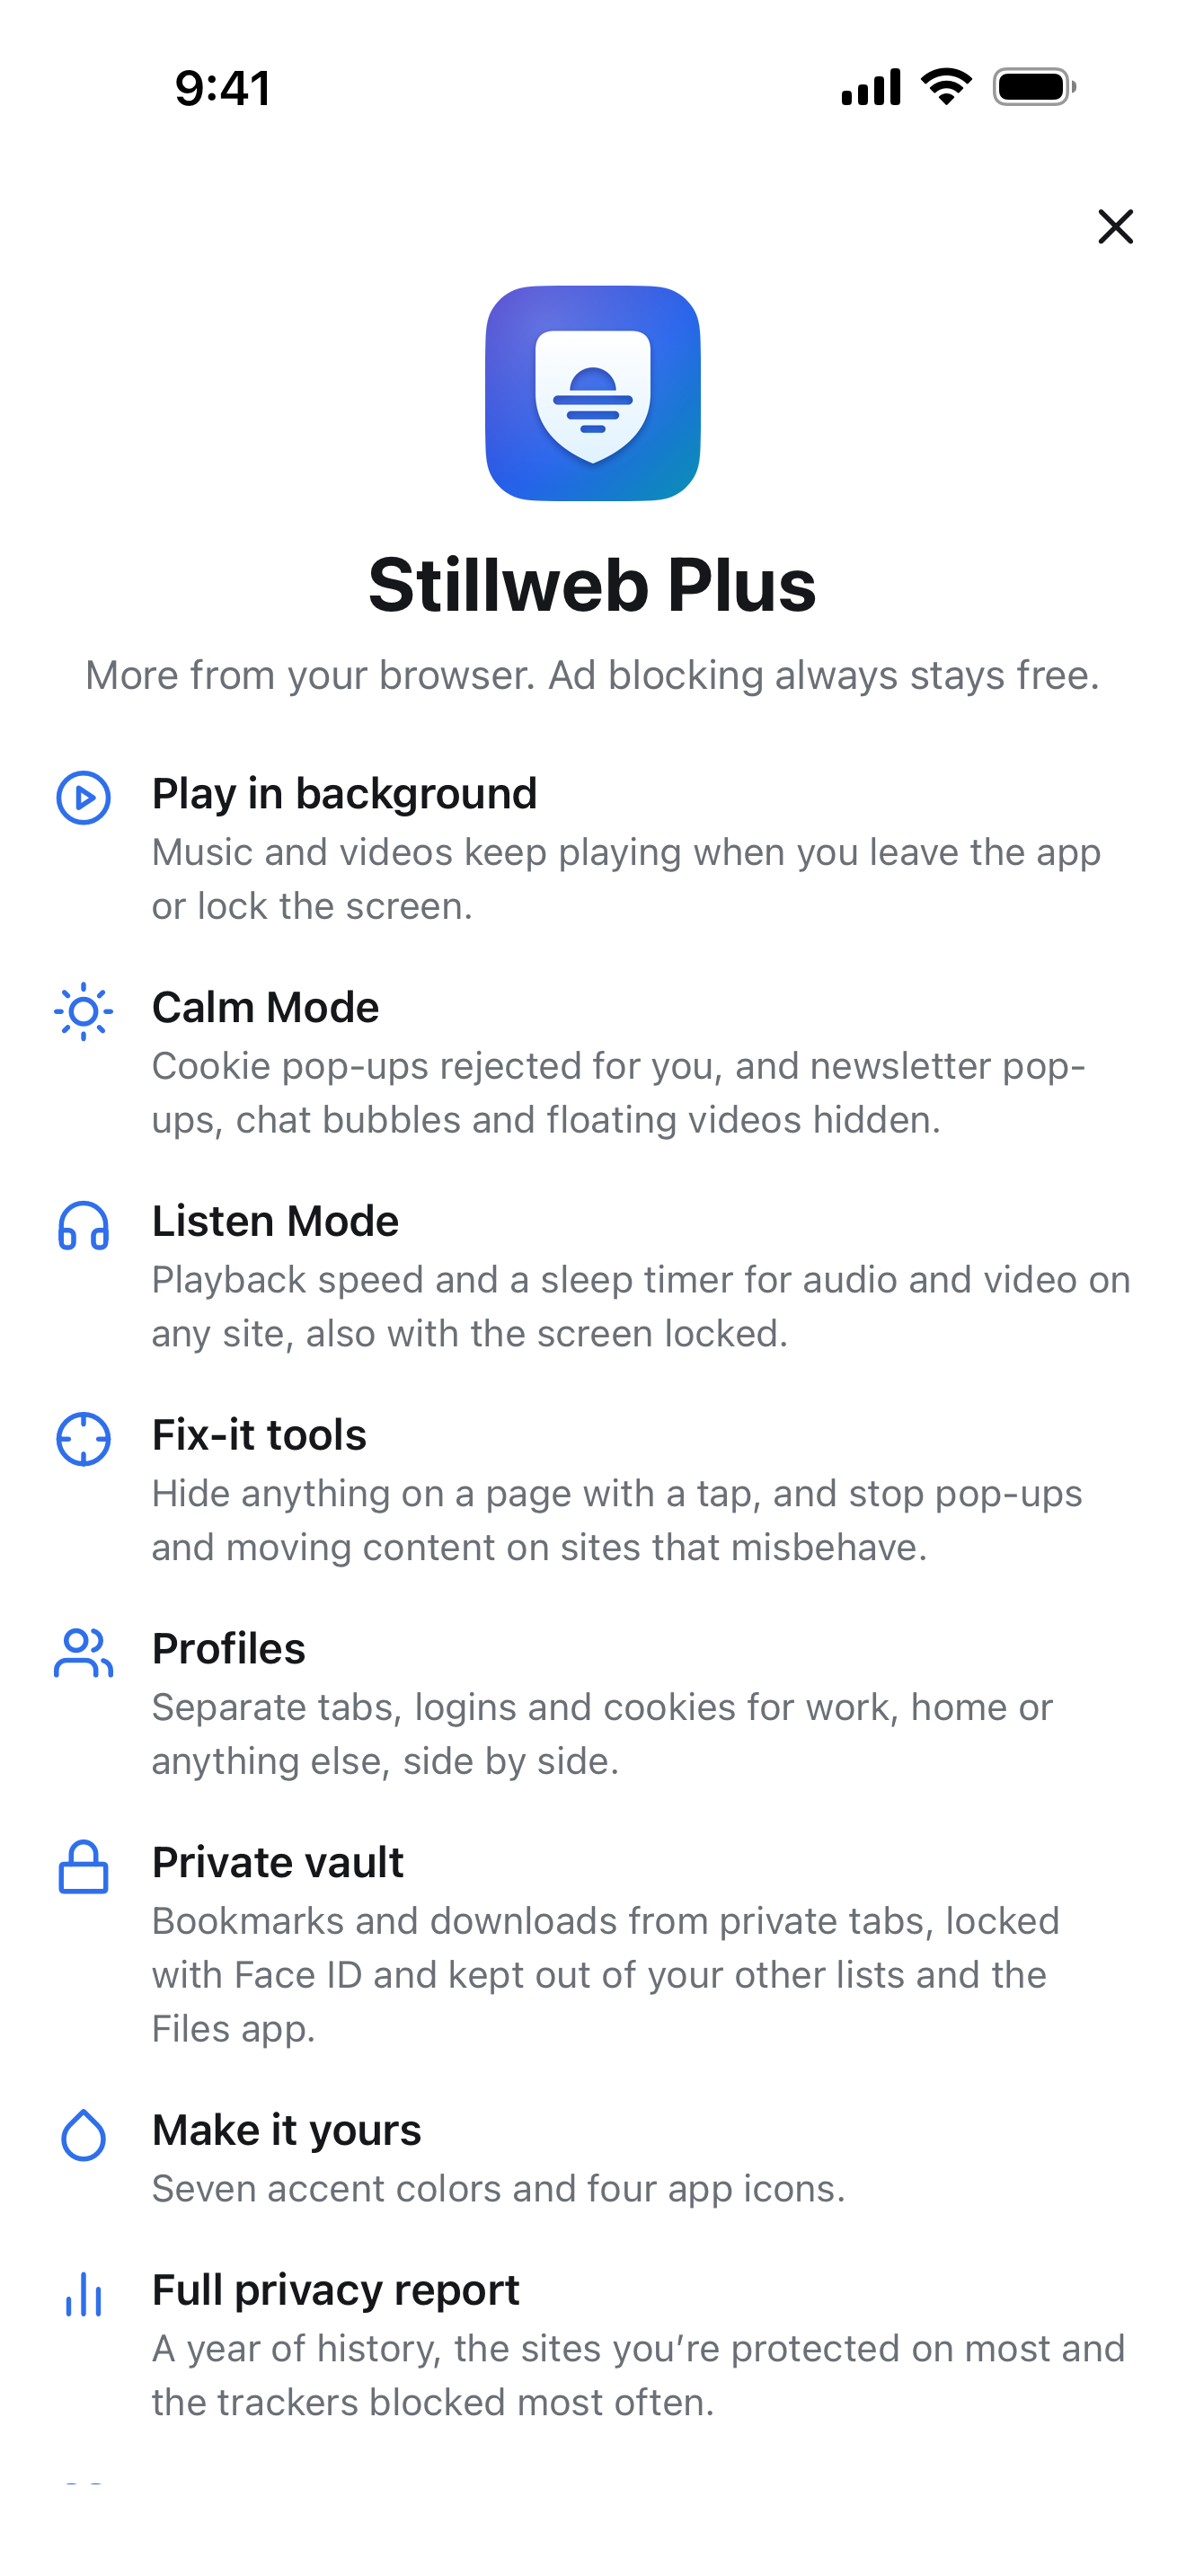 9:41
Stillweb Plus
More from your browser. Ad blocking always stays free.
Play in background
Music and videos keep playing when you leave the app
or lock the screen.
Calm Mode
Cookie pop-ups rejected for you, and newsletter pop-
ups, chat bubbles and floating videos hidden.
Listen Mode
Playback speed and a sleep timer for audio and video on
any site, also with the screen locked.
Fix-it tools
Hide anything on a page with a tap, and stop pop-ups
and moving content on sites that misbehave.
Profiles
Separate tabs, logins and cookies for work, home or
anything else, side by side.
Private vault
Bookmarks and downloads from private tabs, locked
with Face ID and kept out of your other lists and the
Files app.
Make it yours
Seven accent colors and four app icons.
Full privacy report
A year of history, the sites you’re protected on most and
the trackers blocked most often.